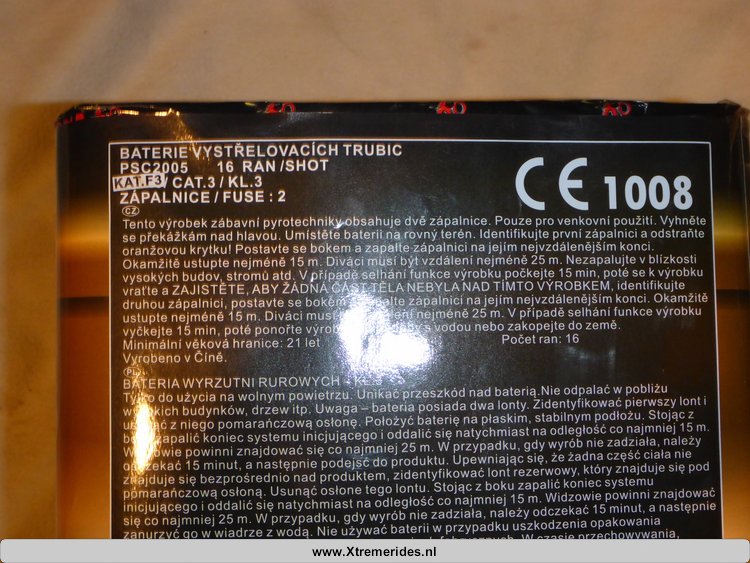 BATERIE VYSTŘELOVACÍCH TRUBIC
PSC2005 16 RAN /SHOT
KAT.F3 / CAT.3 / KL.3
ZÁPALNICE / FUSE : 2
CE 1008
CZ
Tento výrobek zábavní pyrotechniky obsahuje dvě zápalnice. Pouze pro venkovní použití. Vyhněte
se překážkám nad hlavou. Umístěte baterii na rovný terén. Identifikujte první zápalnici a odstraňte
oranžovou krytku! Postavte se bokem a zapalte zápalnici na jejím nejvzdálenějším konci.
Okamžitě ustupte nejméně 15 m. Diváci musí být vzdálení nejméně 25 m. Nezapalujte v blízkosti
vysokých budov, stromů atd. V případě selhání funkce výrobku počkejte 15 min, poté se k výrobku
vraťte a ZAJISTĚTE, ABY ŽÁDNÁ ČÁST TĚLA NEBYLA NAD TÍMTO VÝROBKEM, identifikujte
druhou zápalnici, postavte se bokem zápalnici na jejím nejvzdálenějším konci. Okamžitě
ustupte nejméně 15 m. Diváci nejméně 25 m. V případě selhání funkce výrobku
vyčkejte 15 min, poté ponořte s vodou nebo zakopejte do země.
Minimální věková hranice: 21 let Počet ran: 16
Vyrobeno v Číně.
PL
BATERIA WYRZUTNI RUROWYCH -
Tylko do użycia na wolnym powietrzu. Unikać przeszkód nad baterią.Nie odpalać w pobliżu
wysokich budynków, drzew itp. Uwaga – bateria posiada dwa lonty. Zidentyfikować pierwszy lont i
z niego pomarańczową osłonę. Położyć baterię na płaskim, stabilnym podłożu. Stojąc z
zapalić koniec systemu inicjującego i oddalić się natychmiast na odległość co najmniej 15 m.
Widzowie powinni znajdować się co najmniej 25 m. W przypadku, gdy wyrób nie zadziała, należy
odczekać 15 minut, a następnie podejść do produktu. Upewniając się, że żadna część ciała nie
znajduje się bezpośrednio nad produktem, zidentyfikować lont rezerwowy, który znajduje się pod
pomarańczową osłoną. Usunąć osłone tego lontu. Stojąc z boku zapalić koniec systemu
inicjującego i oddalić się natychmiast na odległość co najmniej 15 m. Widzowie powinni znajdować
się co najmniej 25 m. W przypadku, gdy wyrób nie zadziała, należy odczekać 15 minut, a następnie
zanurzyć go w wiadrze z wodą. Nie używać baterii w przypadku uszkodzenia opakowania
W czasie przechowywania,
www.Xtremerides.nl